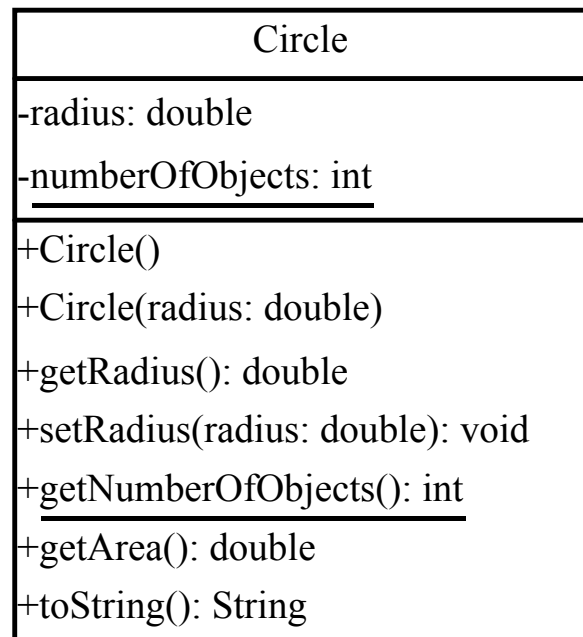 Circle
-radius: double
-numberOfObjects: int
+Circle()
+Circle(radius: double)
+getRadius(): double
+setRadius(radius: double): void
+getNumberOfObjects(): int
+getArea(): double
+toString(): String